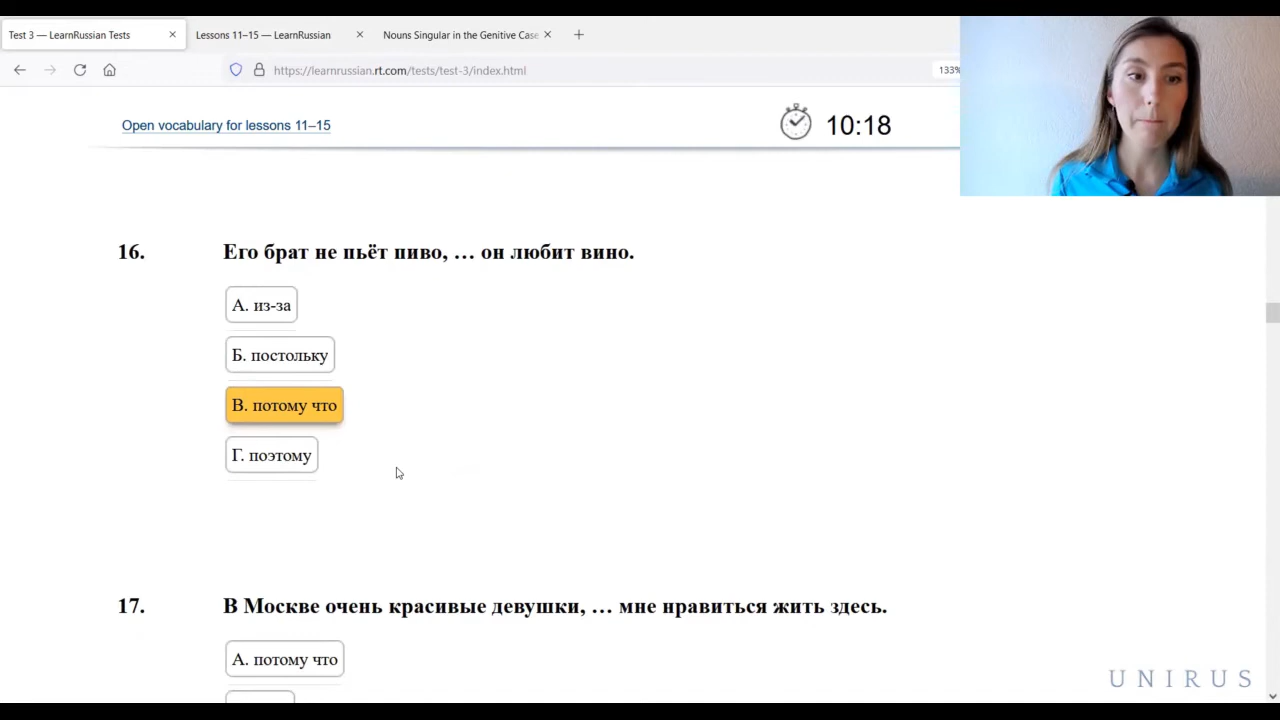 Test 3 — LearnRussian Tests
Lessons 11–15 — LearnRussian
Nouns Singular in the Genitive Case
https://learnrussian.rt.com/tests/test-3/index.html
133%
Open vocabulary for lessons 11–15
10:18
16. Его брат не пьёт пиво, … он любит вино.
А. из-за
Б. постольку
В. потому что
Г. поэтому
17. В Москве очень красивые девушки, … мне нравиться жить здесь.
А. потому что
UNIRUS